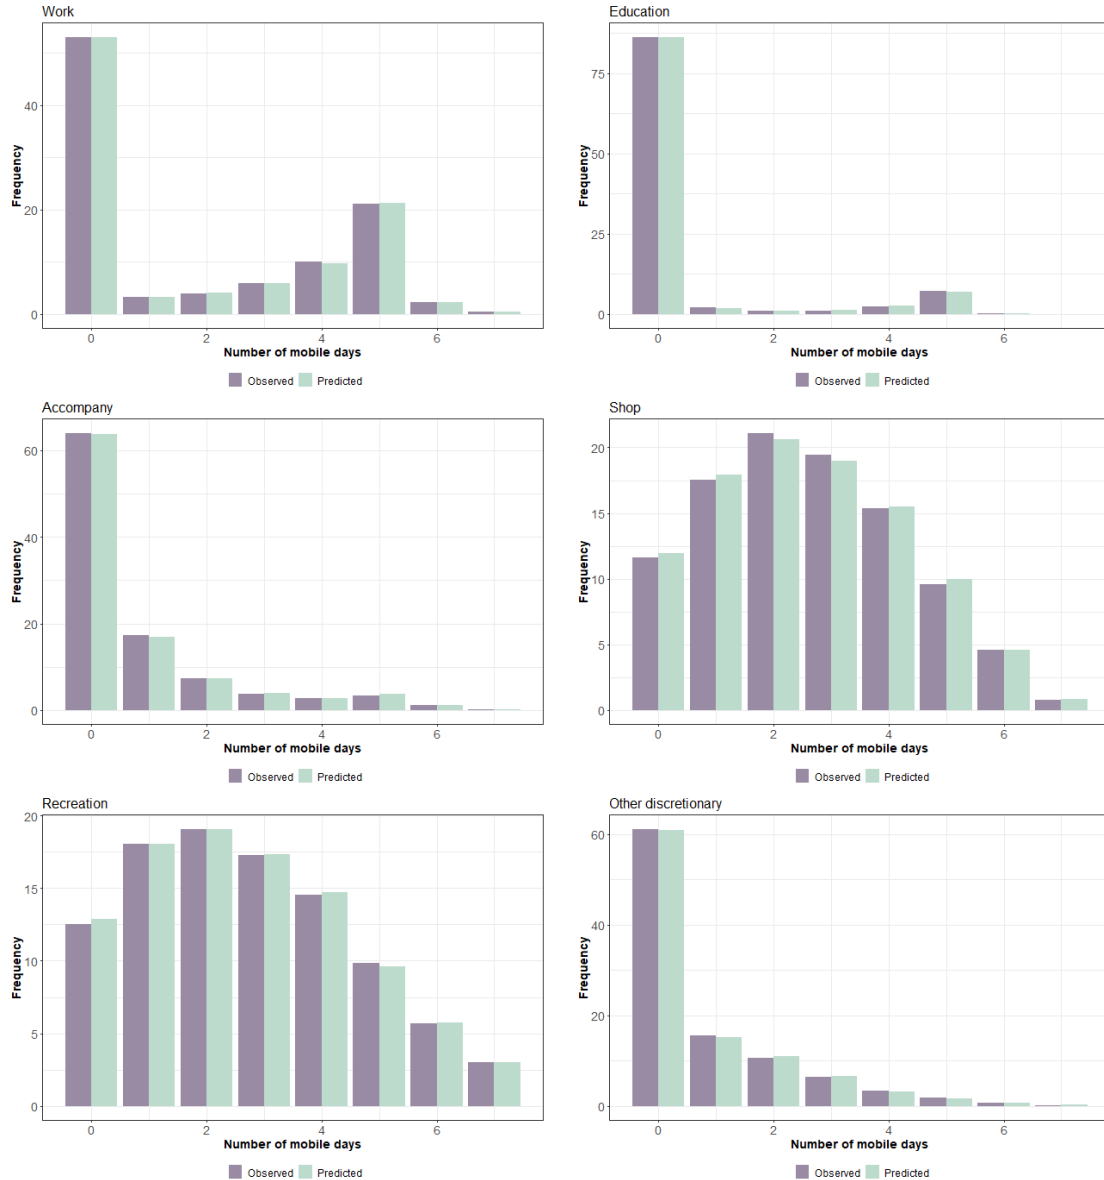 Work
Frequency
40
20
0
0 2 4 6
Number of mobile days
Observed Predicted
Education
Frequency
75
50
25
0
0 2 4 6
Number of mobile days
Observed Predicted
Accompany
Frequency
60
40
20
0
0 2 4 6
Number of mobile days
Observed Predicted
Shop
Frequency
20
15
10
5
0
0 2 4 6
Number of mobile days
Observed Predicted
Recreation
Frequency
20
15
10
5
0
0 2 4 6
Number of mobile days
Observed Predicted
Other discretionary
Frequency
60
40
20
0
0 2 4 6
Number of mobile days
Observed Predicted